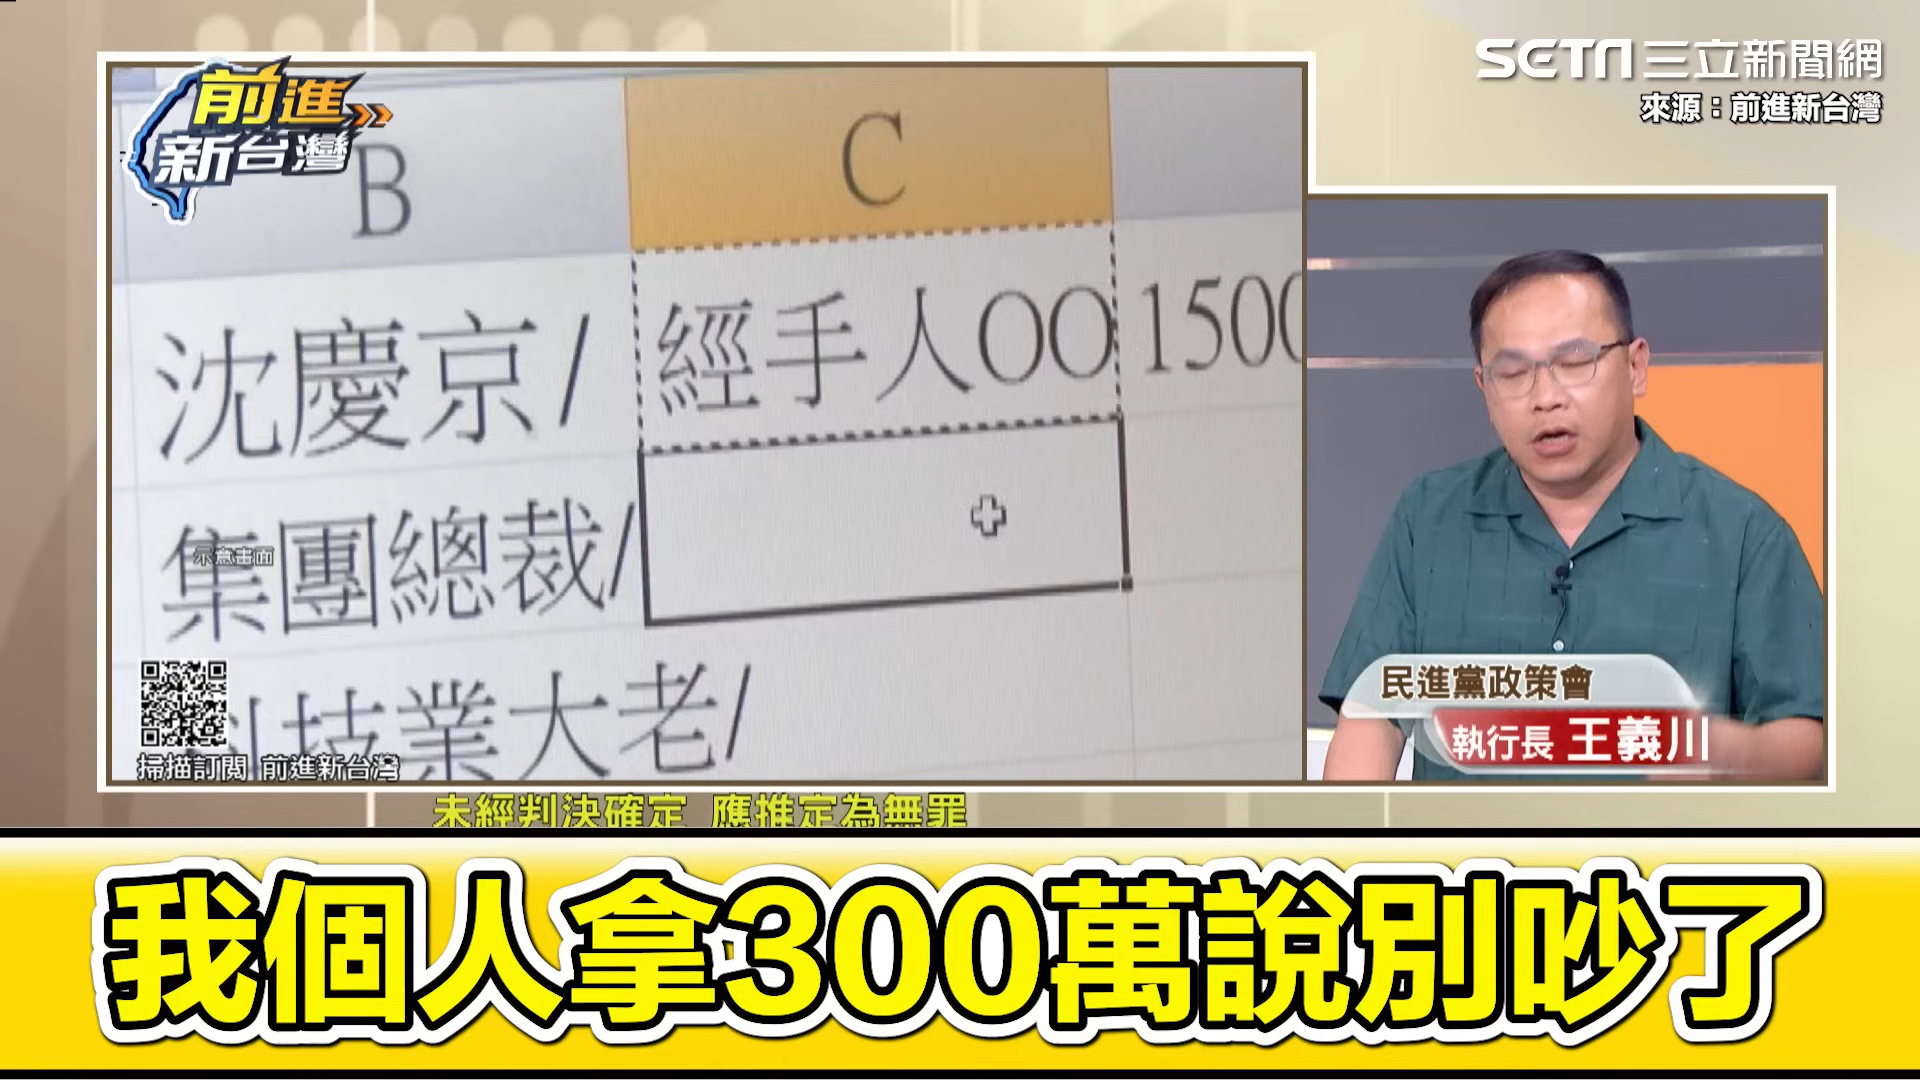 SETN三立新聞網
來源：前進新台灣
前進
新台灣
B
C
沈慶京/
經手人OO
1500
集團總裁/
示意畫面
科技業大老/
掃描訂閱 前進新台灣
民進黨政策會
執行長 王義川
未經判決確定 應推定為無罪
我個人拿300萬說別吵了